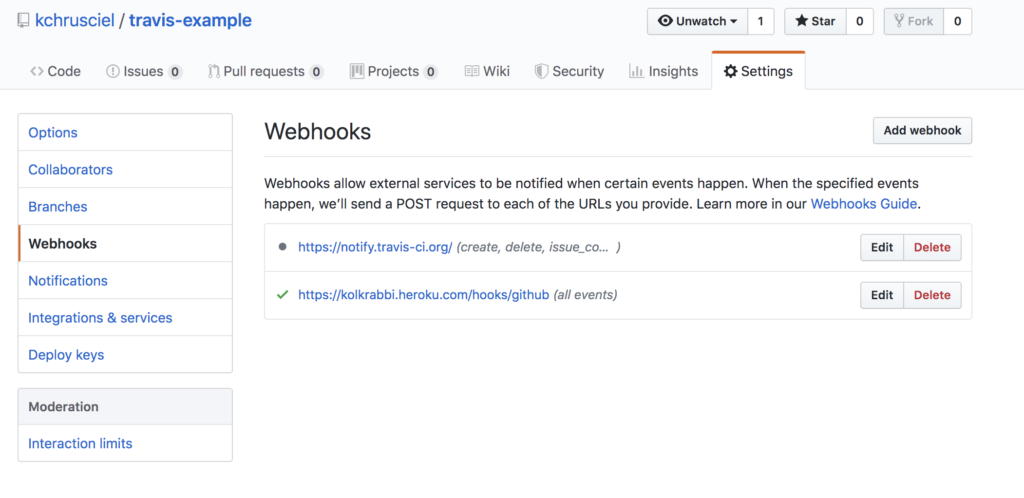 kchrusciel / travis-example
Unwatch 1 Star 0 Fork 0
Code Issues 0 Pull requests 0 Projects 0 Wiki Security Insights Settings
Options
Collaborators
Branches
Webhooks
Notifications
Integrations & services
Deploy keys
Moderation
Interaction limits
Webhooks Add webhook
Webhooks allow external services to be notified when certain events happen. When the specified events
happen, we’ll send a POST request to each of the URLs you provide. Learn more in our Webhooks Guide.
https://notify.travis-ci.org/ (create, delete, issue_co… ) Edit Delete
https://kolkrabbi.heroku.com/hooks/github (all events) Edit Delete